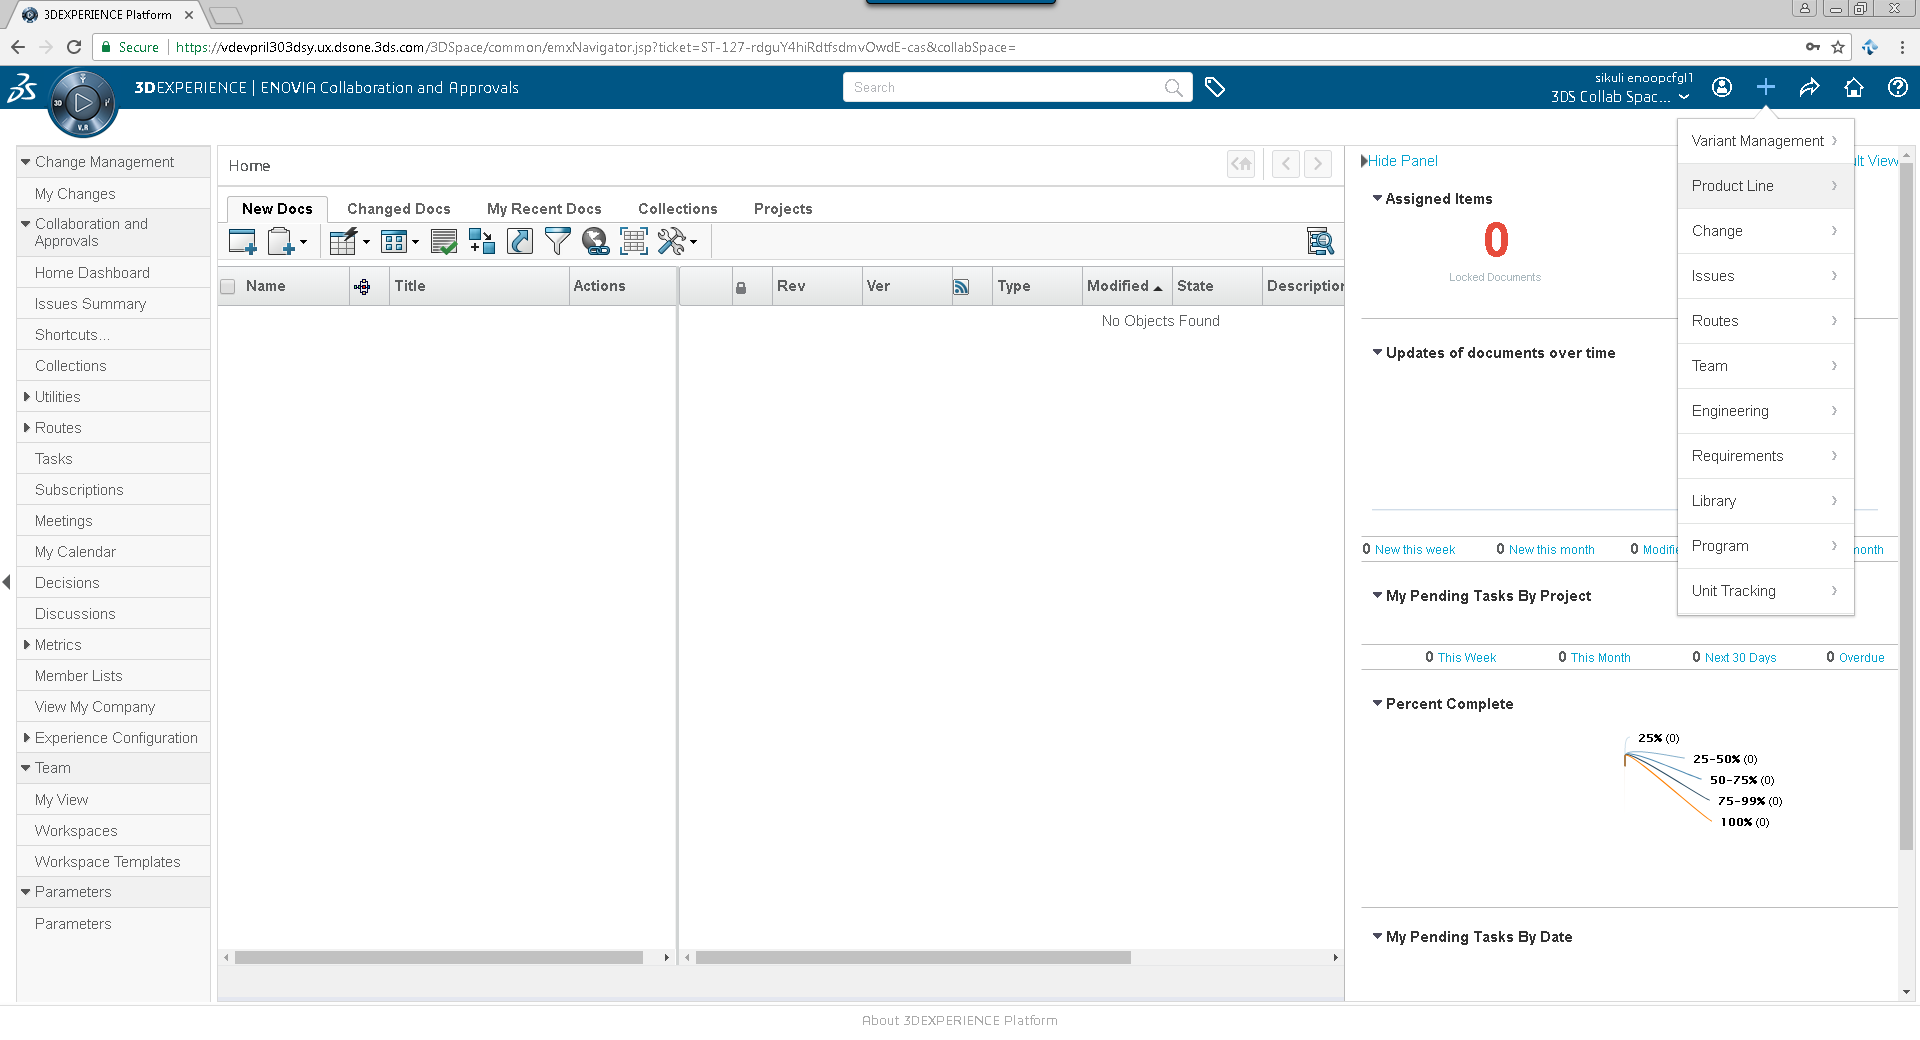 3DEXPERIENCE Platform
Secure
https://vdevpril303dsy.ux.dsone.3ds.com/3DSpace/common/emxNavigator.jsp?ticket=ST-127-rdguY4hiRdtfsdmvOwdE-cas&collabSpace=
3D
V.R
3DEXPERIENCE | ENOVIA Collaboration and Approvals
Search
sikuli enoopcfgl1
3DS Collab Spac...
Change Management
My Changes
Collaboration and
Approvals
Home Dashboard
Issues Summary
Shortcuts...
Collections
Utilities
Routes
Tasks
Subscriptions
Meetings
My Calendar
Decisions
Discussions
Metrics
Member Lists
View My Company
Experience Configuration
Team
My View
Workspaces
Workspace Templates
Parameters
Parameters
Home
New Docs
Changed Docs
My Recent Docs
Collections
Projects
Name
Title
Actions
Rev
Ver
Type
Modified
State
Description
No Objects Found
Hide Panel
ult View
Assigned Items
0
Locked Documents
Updates of documents over time
0 New this week
0 New this month
0 Modifie
month
My Pending Tasks By Project
0 This Week
0 This Month
0 Next 30 Days
0 Overdue
Percent Complete
25% (0)
25-50% (0)
50-75% (0)
75-99% (0)
100% (0)
My Pending Tasks By Date
Variant Management
Product Line
Change
Issues
Routes
Team
Engineering
Requirements
Library
Program
Unit Tracking
About 3DEXPERIENCE Platform